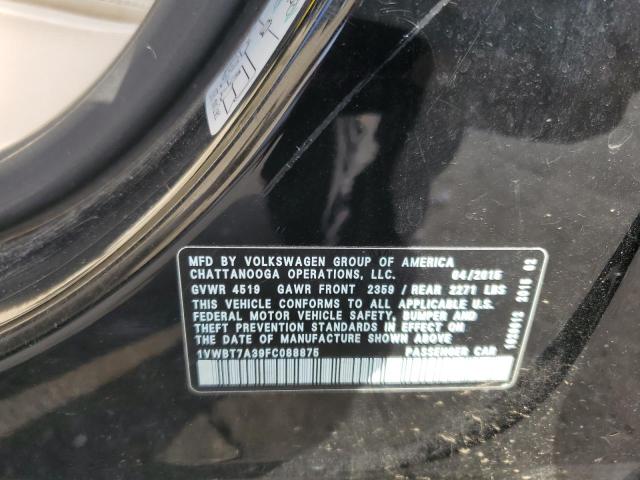 MFD BY VOLKSWAGEN GROUP OF AMERICA
CHATTANOOGA OPERATIONS, LLC. 04/2015
GVWR 4519 GAWR FRONT 2359 / REAR 2271 LBS
THIS VEHICLE CONFORMS TO ALL APPLICABLE U.S.
FEDERAL MOTOR VEHICLE SAFETY, BUMPER AND
THEFT PREVENTION STANDARDS IN EFFECT ON
THE DATE OF MANUFACTURE SHOWN ABOVE
1VWBT7A39FC088875 PASSENGER CAR